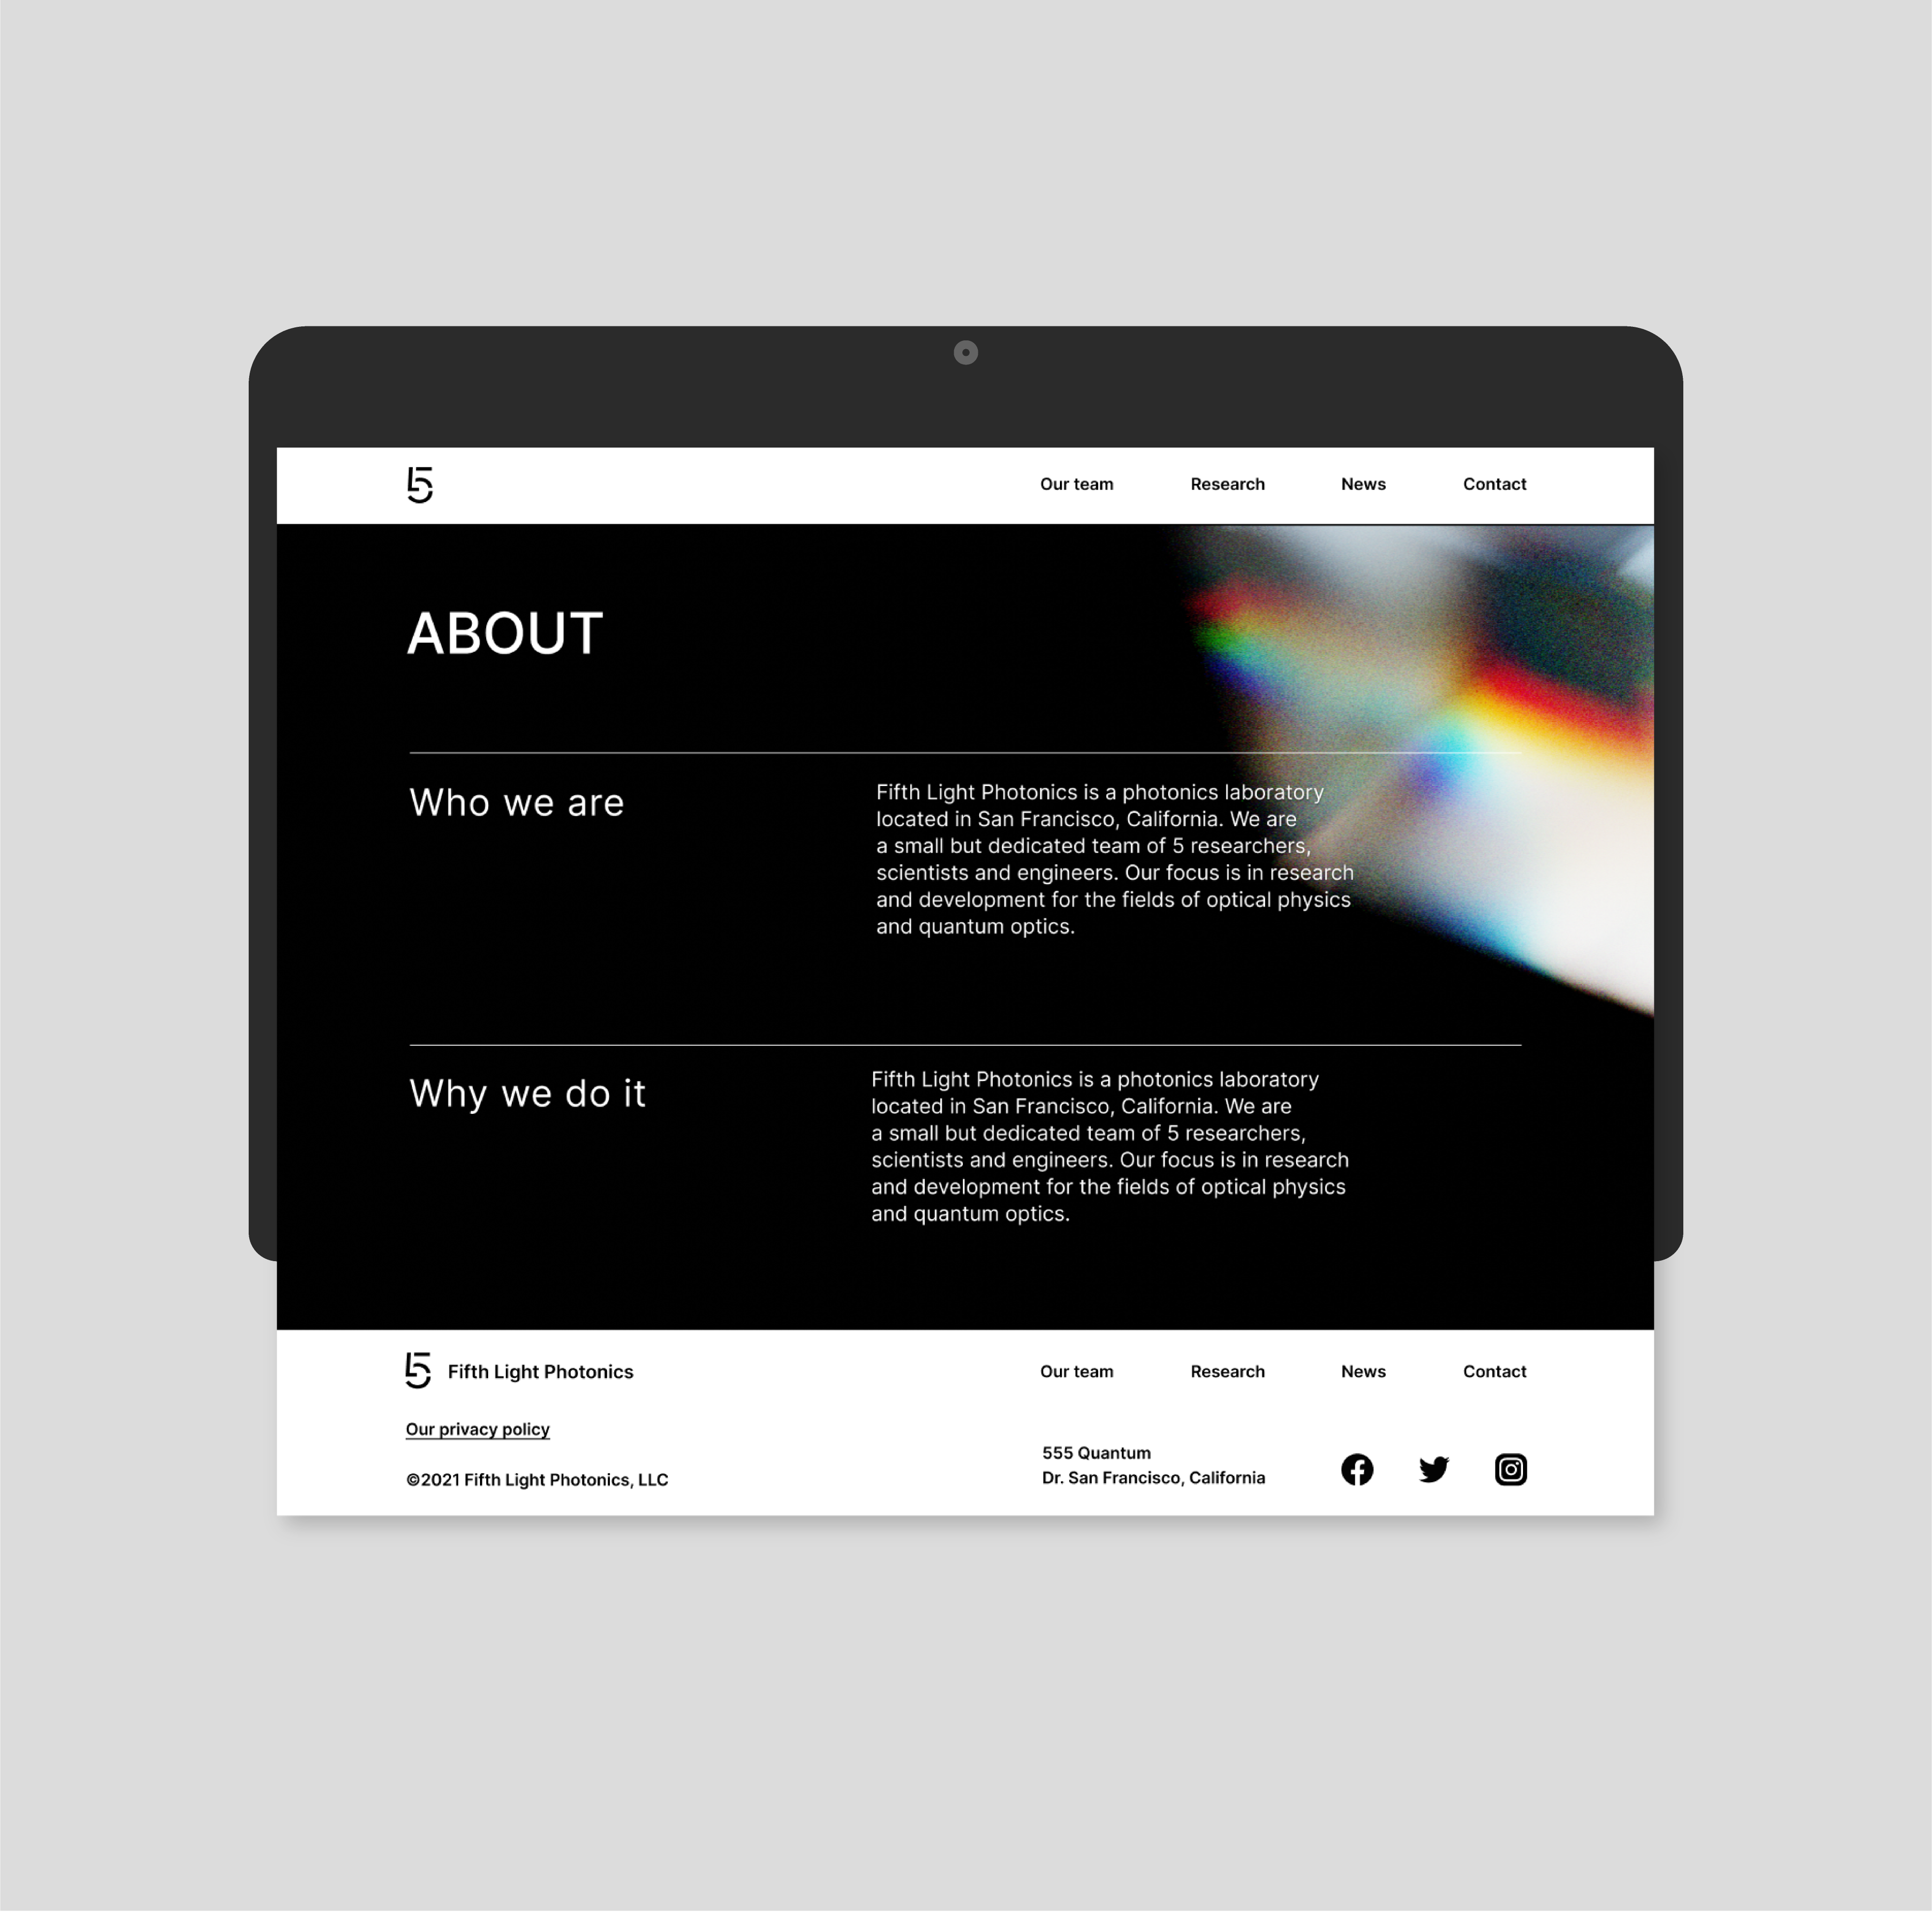 5
Our team Research News Contact
ABOUT
Who we are
Fifth Light Photonics is a photonics laboratory
located in San Francisco, California. We are
a small but dedicated team of 5 researchers,
scientists and engineers. Our focus is in research
and development for the fields of optical physics
and quantum optics.
Why we do it
Fifth Light Photonics is a photonics laboratory
located in San Francisco, California. We are
a small but dedicated team of 5 researchers,
scientists and engineers. Our focus is in research
and development for the fields of optical physics
and quantum optics.
5 Fifth Light Photonics
Our team Research News Contact
Our privacy policy
©2021 Fifth Light Photonics, LLC
555 Quantum
Dr. San Francisco, California